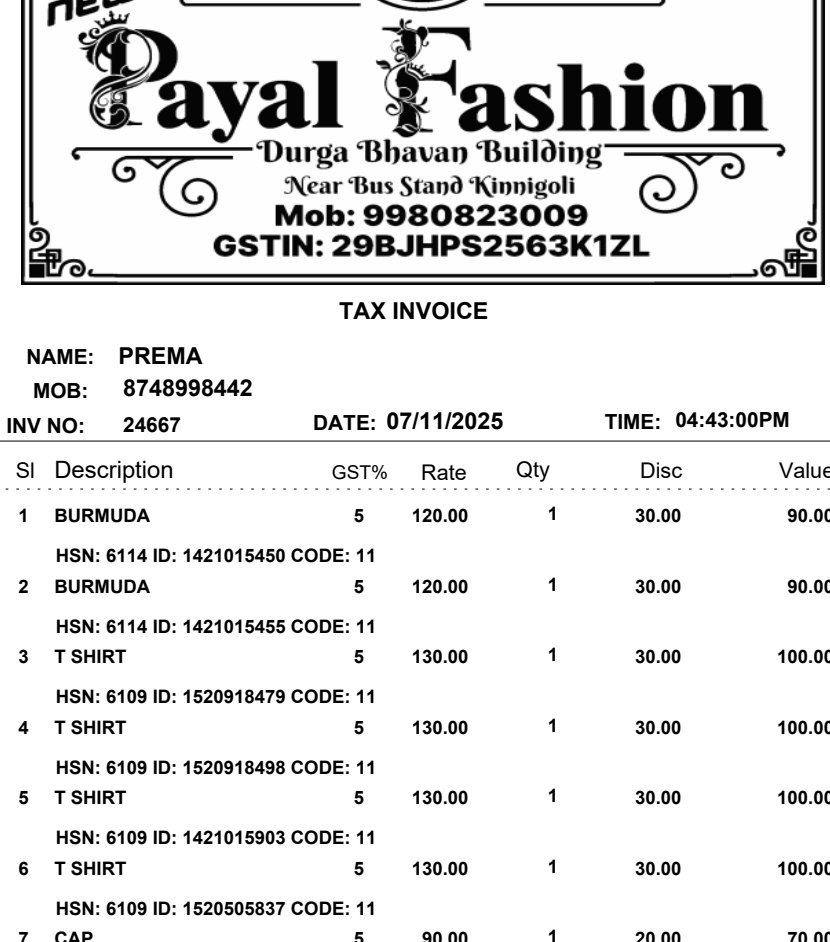 new
Payal Fashion
Durga Bhavan Building
Near Bus Stand Kinnigoli
Mob: 9980823009
GSTIN: 29BJHPS2563K1ZL
TAX INVOICE
NAME: PREMA
MOB: 8748998442
INV NO: 24667 DATE: 07/11/2025 TIME: 04:43:00PM
Sl Description GST% Rate Qty Disc Value
1 BURMUDA 5 120.00 1 30.00 90.00
HSN: 6114 ID: 1421015450 CODE: 11
2 BURMUDA 5 120.00 1 30.00 90.00
HSN: 6114 ID: 1421015455 CODE: 11
3 T SHIRT 5 130.00 1 30.00 100.00
HSN: 6109 ID: 1520918479 CODE: 11
4 T SHIRT 5 130.00 1 30.00 100.00
HSN: 6109 ID: 1520918498 CODE: 11
5 T SHIRT 5 130.00 1 30.00 100.00
HSN: 6109 ID: 1421015903 CODE: 11
6 T SHIRT 5 130.00 1 30.00 100.00
HSN: 6109 ID: 1520505837 CODE: 11
7 CAP 5 90.00 1 20.00 70.00